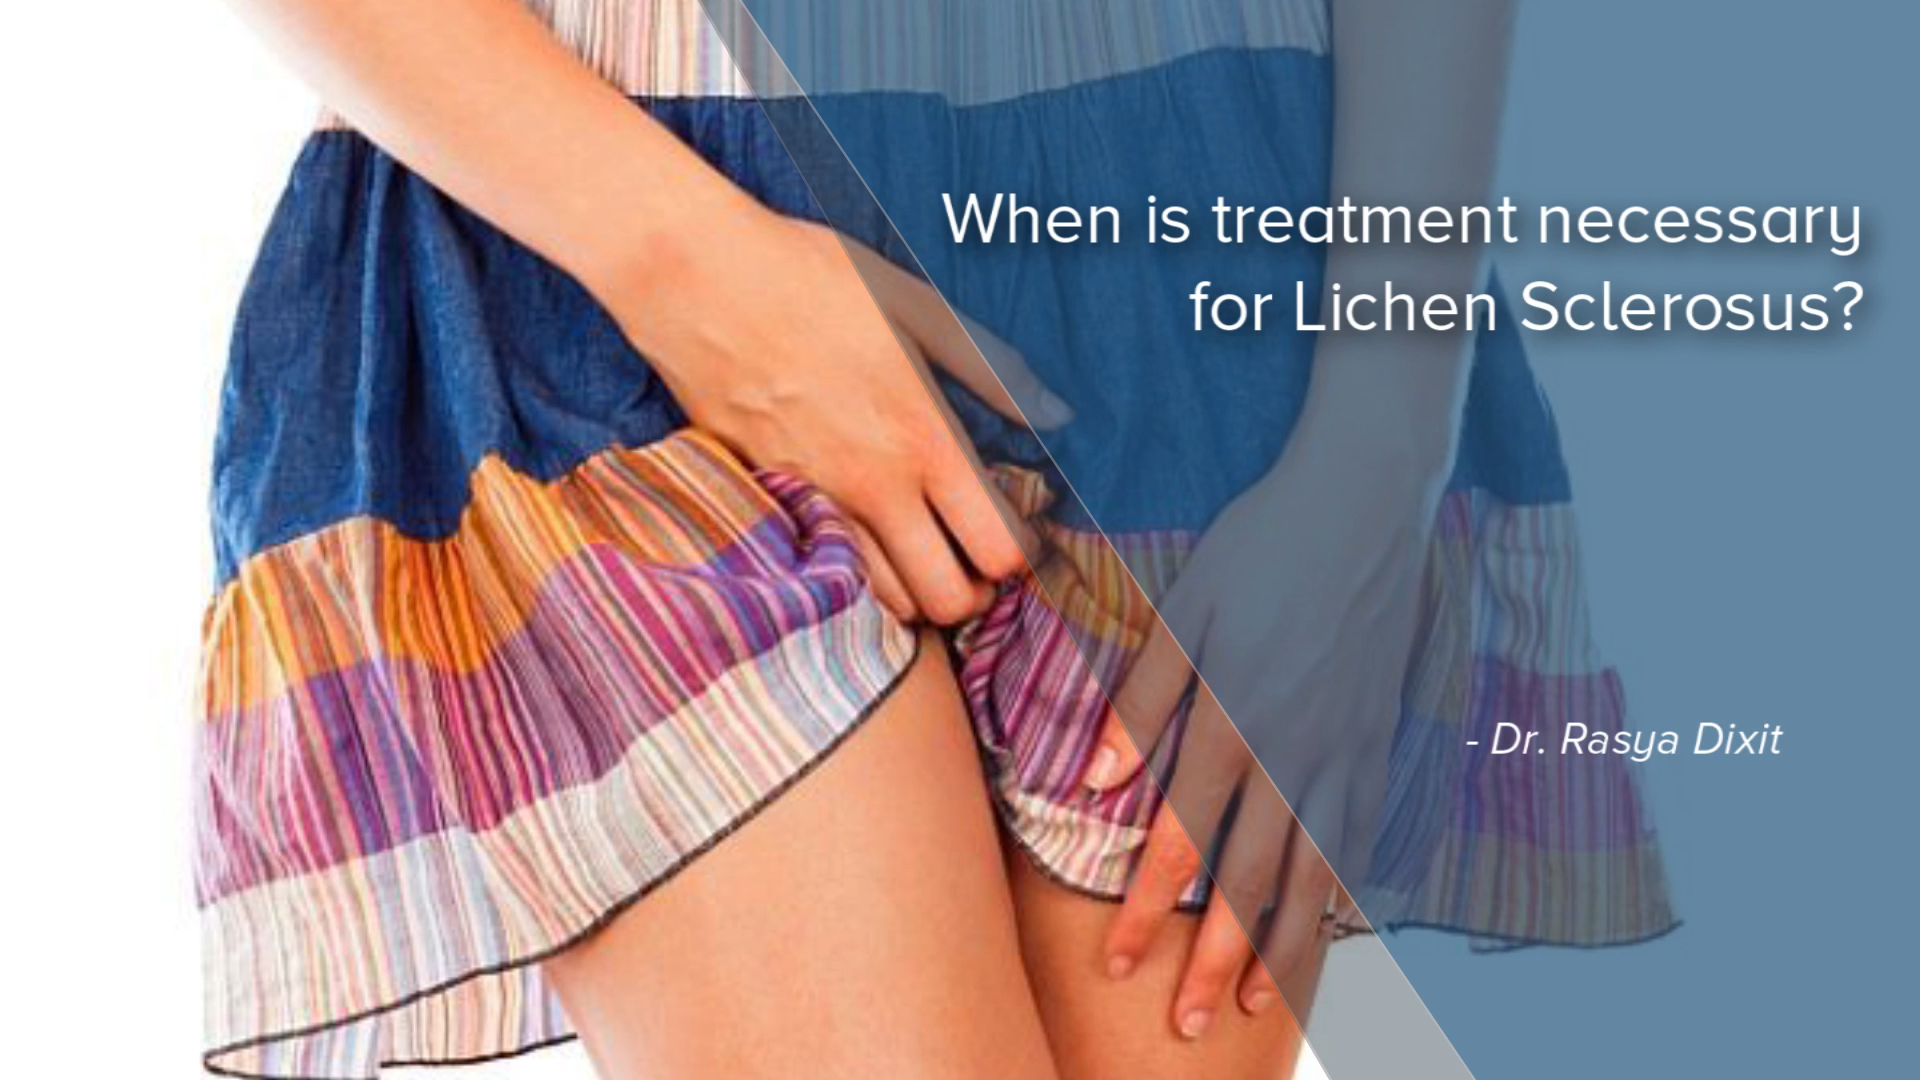 When is treatment necessary
for Lichen Sclerosus?
- Dr. Rasya Dixit